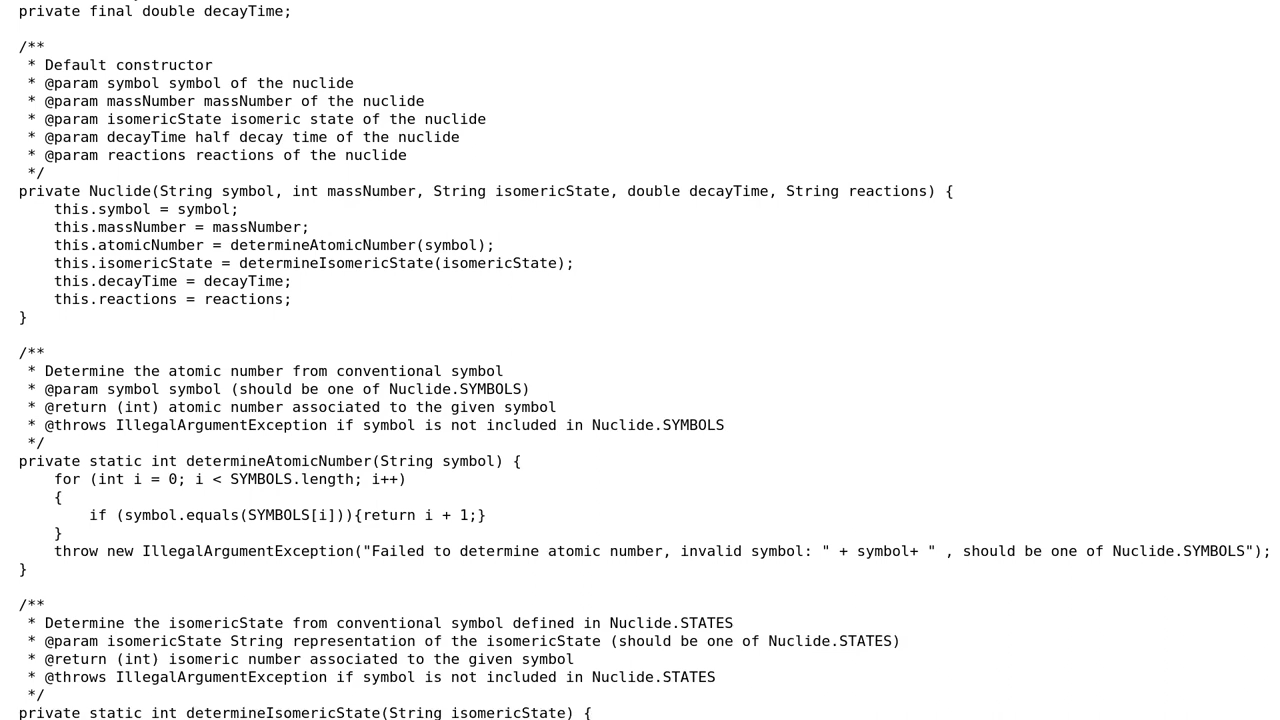 private final double decayTime;
/**
 * Default constructor
 * @param symbol symbol of the nuclide
 * @param massNumber massNumber of the nuclide
 * @param isomericState isomeric state of the nuclide
 * @param decayTime half decay time of the nuclide
 * @param reactions reactions of the nuclide
 */
private Nuclide(String symbol, int massNumber, String isomericState, double decayTime, String reactions) {
    this.symbol = symbol;
    this.massNumber = massNumber;
    this.atomicNumber = determineAtomicNumber(symbol);
    this.isomericState = determineIsomericState(isomericState);
    this.decayTime = decayTime;
    this.reactions = reactions;
}
/**
 * Determine the atomic number from conventional symbol
 * @param symbol symbol (should be one of Nuclide.SYMBOLS)
 * @return (int) atomic number associated to the given symbol
 * @throws IllegalArgumentException if symbol is not included in Nuclide.SYMBOLS
 */
private static int determineAtomicNumber(String symbol) {
    for (int i = 0; i < SYMBOLS.length; i++)
    {
        if (symbol.equals(SYMBOLS[i])){return i + 1;}
    }
    throw new IllegalArgumentException("Failed to determine atomic number, invalid symbol: " + symbol+ " , should be one of Nuclide.SYMBOLS");
}
/**
 * Determine the isomericState from conventional symbol defined in Nuclide.STATES
 * @param isomericState String representation of the isomericState (should be one of Nuclide.STATES)
 * @return (int) isomeric number associated to the given symbol
 * @throws IllegalArgumentException if symbol is not included in Nuclide.STATES
 */
private static int determineIsomericState(String isomericState) {